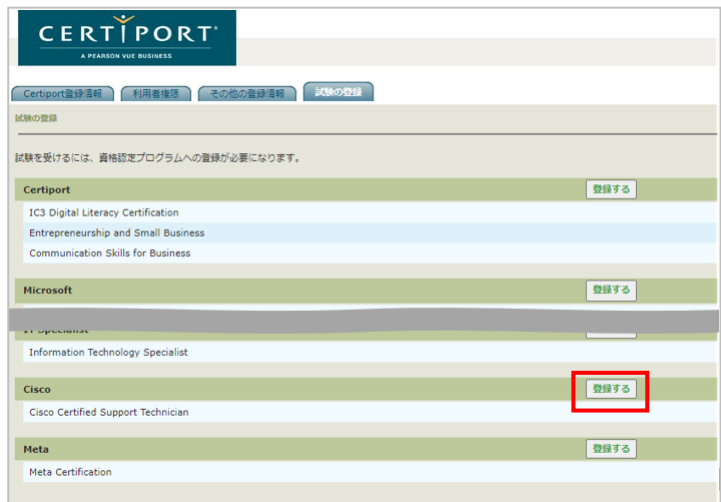 CERTIPORT
A PEARSON VUE BUSINESS
Certiport登録情報 利用者権限 その他の登録情報 試験の登録
試験の登録
試験を受けるには、資格認定プログラムへの登録が必要になります。
Certiport 登録する
IC3 Digital Literacy Certification
Entrepreneurship and Small Business
Communication Skills for Business
Microsoft 登録する
IT Specialist
Information Technology Specialist
Cisco 登録する
Cisco Certified Support Technician
Meta 登録する
Meta Certification